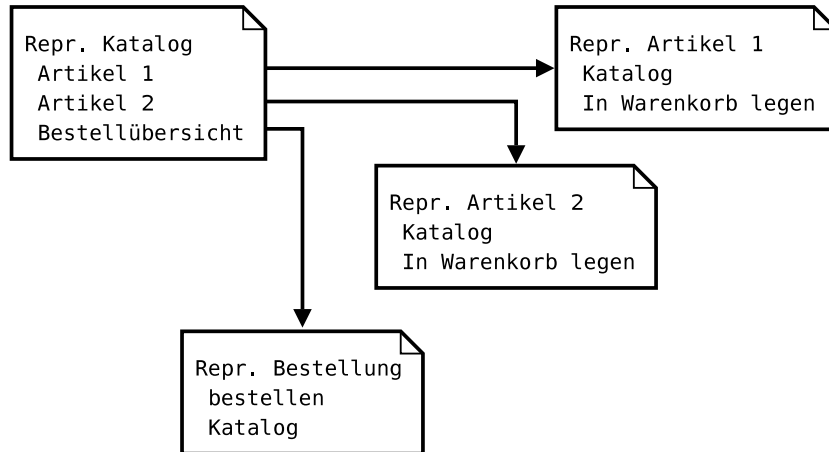 Repr. Katalog
Artikel 1
Artikel 2
Bestellübersicht
Repr. Artikel 1
Katalog
In Warenkorb legen
Repr. Artikel 2
Katalog
In Warenkorb legen
Repr. Bestellung
bestellen
Katalog